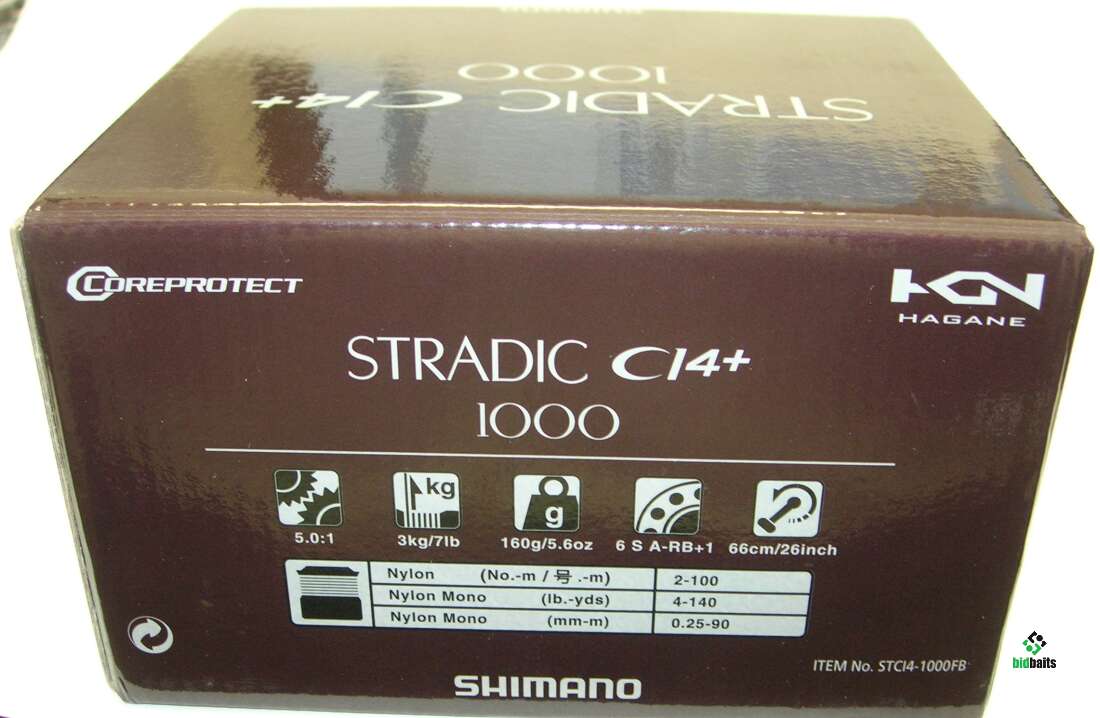 SHIMANO
1000
STRADIC CI4+
COREPROTECT
HGN
HAGANE
STRADIC CI4+
1000
kg
g
5.0:1
3kg/7lb
160g/5.6oz
6 S A-RB+1
66cm/26inch
Nylon (No.-m / 号 .-m) 2-100
Nylon Mono (lb.-yds) 4-140
Nylon Mono (mm-m) 0.25-90
ITEM No. STCI4-1000FB
bidbaits
SHIMANO